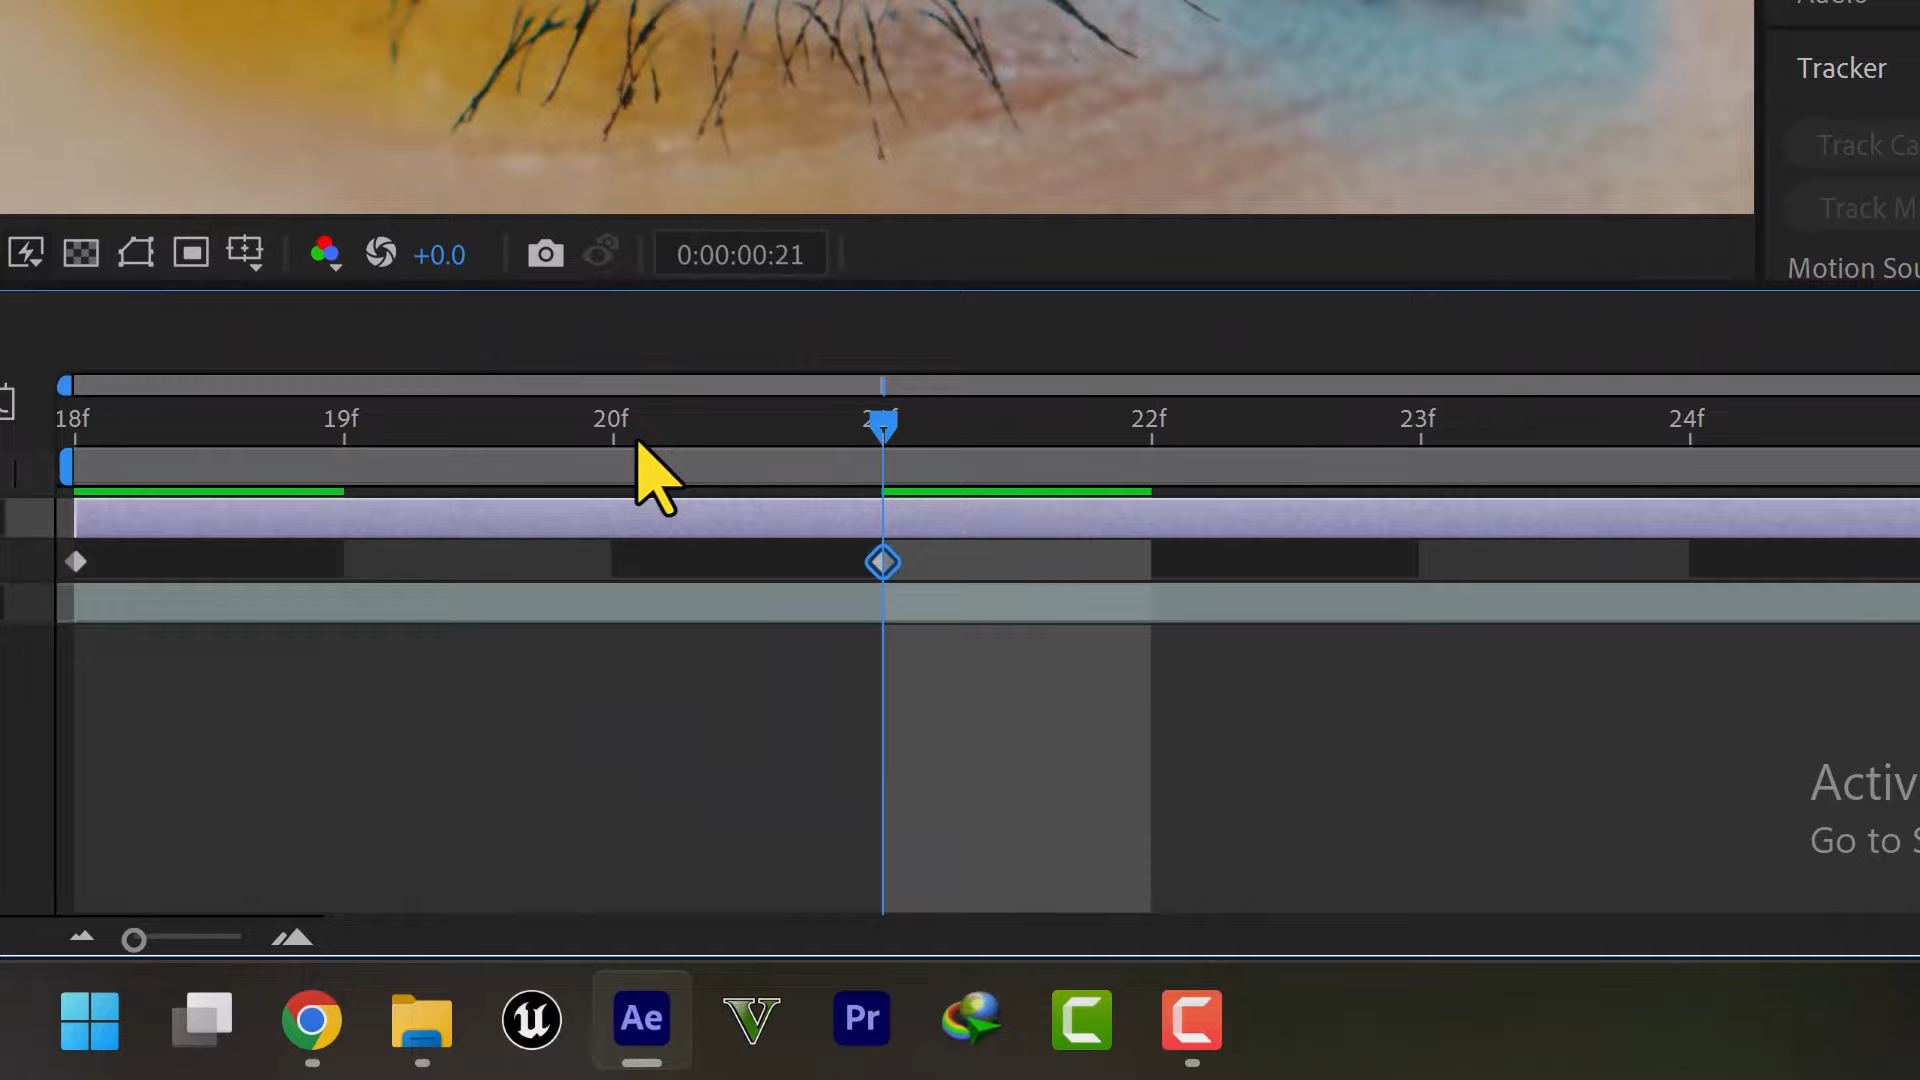 Tracker
Track Ca
Track M
+0.0
0:00:00:21
Motion Sou
18f 19f 20f 22f 23f 24f
Activ
Go to S
Ae
Pr